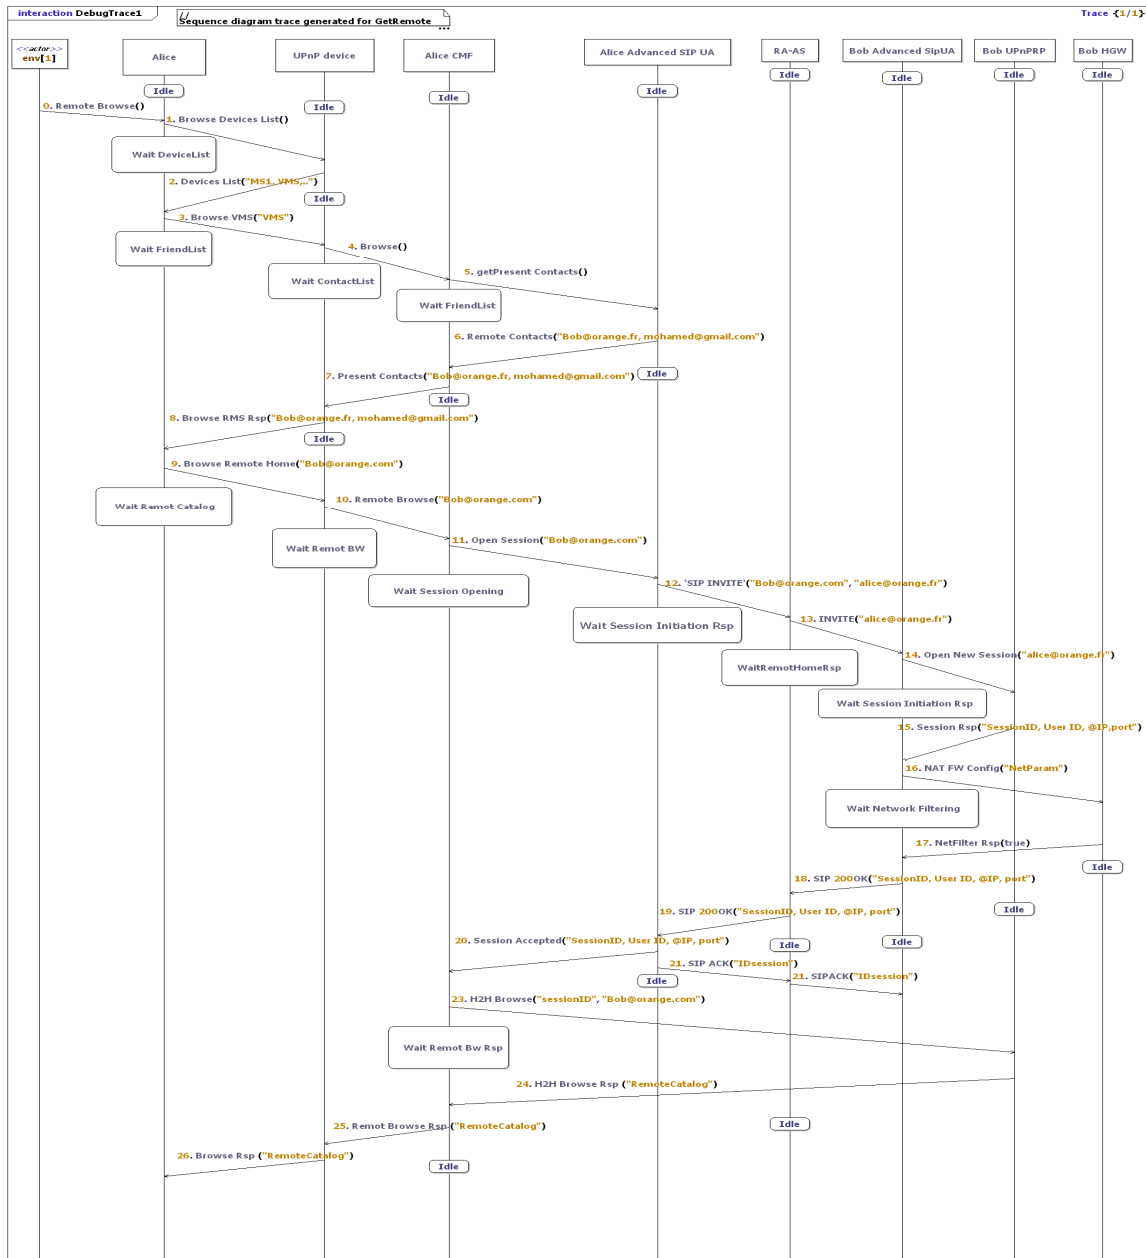 interaction DebugTrace1
//
Sequence diagram trace generated for GetRemote
...
Trace {1/1}
<<actor>>
env[1]
Alice
UPnP device
Alice CMF
Alice Advanced SIP UA
RA-AS
Bob Advanced SipUA
Bob UPnPRP
Bob HGW
Idle
Idle
Idle
Idle
Idle
Idle
Idle
Idle
0. Remote Browse()
1. Browse Devices List()
Wait DeviceList
2. Devices List("MS1, VMS,..")
Idle
3. Browse VMS("VMS")
Wait FriendList
4. Browse()
5. getPresent Contacts()
Wait ContactList
Wait FriendList
6. Remote Contacts("Bob@orange.fr, mohamed@gmail.com")
7. Present Contacts("Bob@orange.fr, mohamed@gmail.com")
Idle
Idle
8. Browse RMS Rsp("Bob@orange.fr, mohamed@gmail.com")
Idle
9. Browse Remote Home("Bob@orange.com")
Wait Remot Catalog
10. Remote Browse("Bob@orange.com")
Wait Remot BW
11. Open Session("Bob@orange.com")
Wait Session Opening
12. 'SIP INVITE'("Bob@orange.com", "alice@orange.fr")
Wait Session Initiation Rsp
13. INVITE("alice@orange.fr")
WaitRemotHomeRsp
14. Open New Session("alice@orange.fr")
Wait Session Initiation Rsp
15. Session Rsp("SessionID, User ID, @IP,port")
16. NAT FW Config("NetParam")
Wait Network Filtering
17. NetFilter Rsp(true)
Idle
18. SIP 200OK("SessionID, User ID, @IP, port")
Idle
19. SIP 200OK("SessionID, User ID, @IP, port")
Idle
Idle
20. Session Accepted("SessionID, User ID, @IP, port")
21. SIP ACK("IDsession")
Idle
21. SIPACK("IDsession")
23. H2H Browse("sessionID", "Bob@orange.com")
Wait Remot Bw Rsp
24. H2H Browse Rsp ("RemoteCatalog")
Idle
25. Remot Browse Rsp ("RemoteCatalog")
26. Browse Rsp ("RemoteCatalog")
Idle